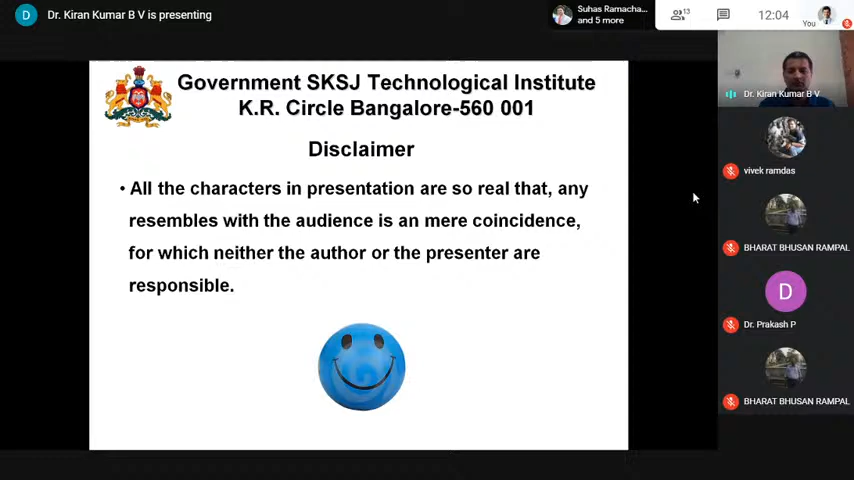 D
Dr. Kiran Kumar B V is presenting
Suhas Ramacha...
and 5 more
13
12:04
You
Government SKSJ Technological Institute
K.R. Circle Bangalore-560 001
Disclaimer
• All the characters in presentation are so real that, any
resembles with the audience is an mere coincidence,
for which neither the author or the presenter are
responsible.
Dr. Kiran Kumar B V
vivek ramdas
BHARAT BHUSAN RAMPAL
D
Dr. Prakash P
BHARAT BHUSAN RAMPAL